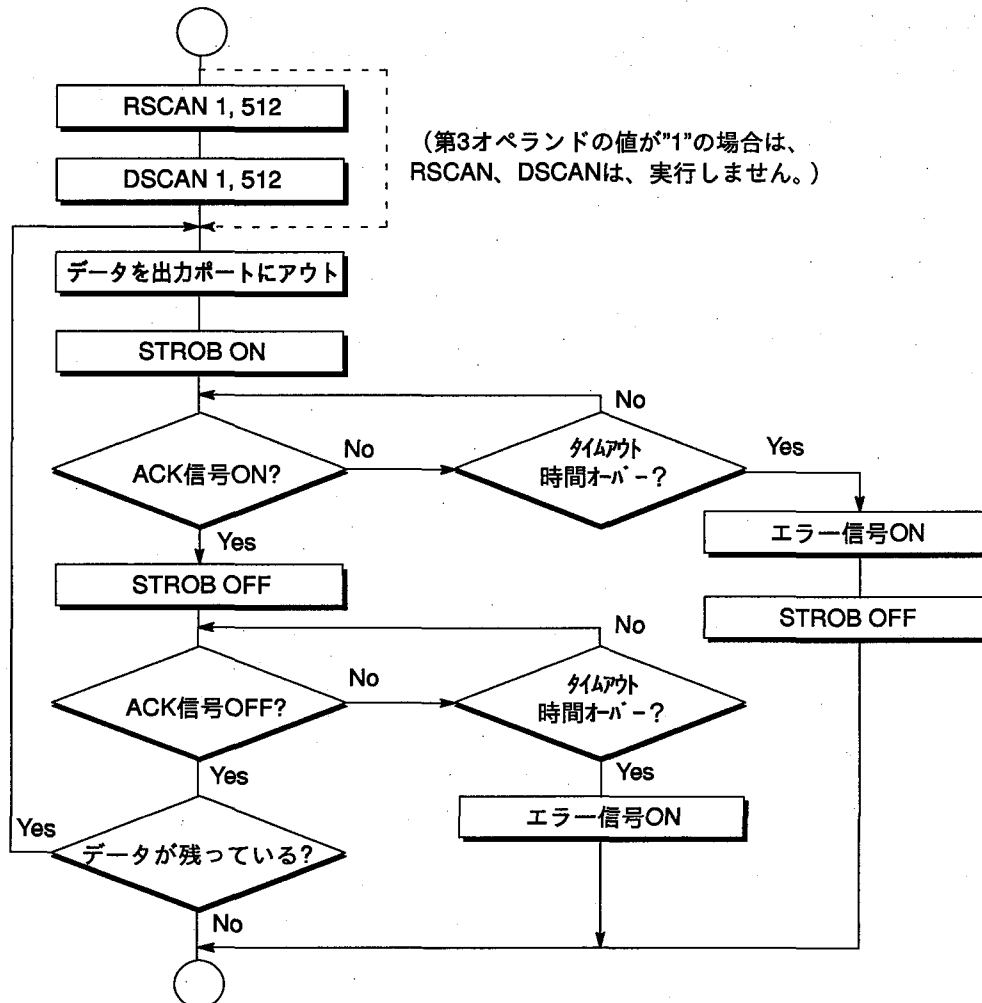 RSCAN 1, 512
（第3オペランドの値が"1"の場合は、
RSCAN、DSCANは、実行しません。）
DSCAN 1, 512
データを出力ポートにアウト
STROB ON
No
ACK信号ON?
No
タイムアウト
時間オーバー？
Yes
Yes
エラー信号ON
STROB OFF
STROB OFF
No
ACK信号OFF?
No
タイムアウト
時間オーバー？
Yes
Yes
エラー信号ON
Yes
データが残っている?
No